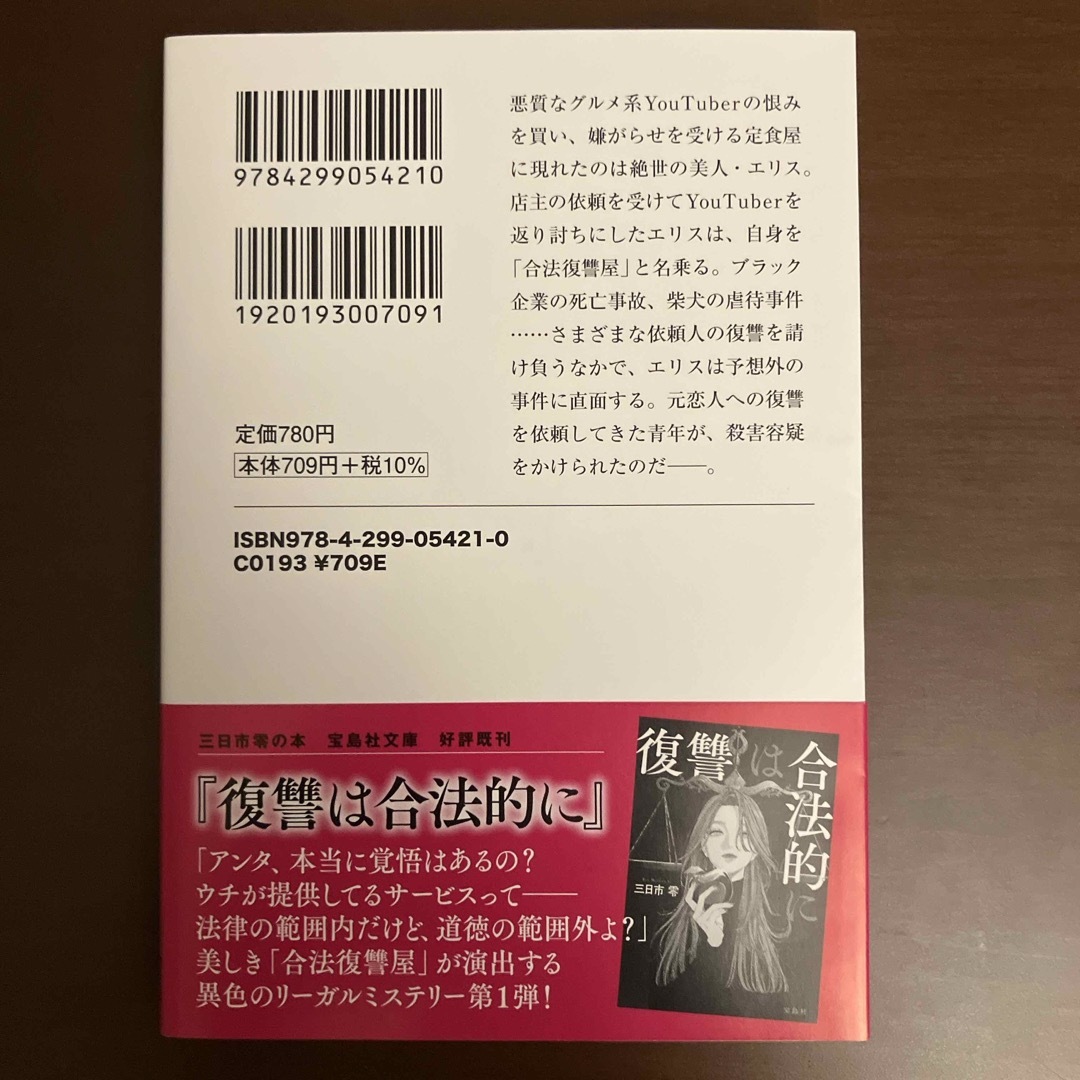 9784299054210
1920193007091
定価780円
本体709円+税10%
悪質なグルメ系YouTuberの恨み
を買い、嫌がらせを受ける定食屋
に現れたのは絶世の美人・エリス。
店主の依頼を受けてYouTuberを
返り討ちにしたエリスは、自身を
「合法復讐屋」と名乗る。ブラック
企業の死亡事故、柴犬の虐待事件
……さまざまな依頼人の復讐を請
け負うなかで、エリスは予想外の
事件に直面する。元恋人への復讐
を依頼してきた青年が、殺害容疑
をかけられたのだ――。
ISBN978-4-299-05421-0
C0193 ¥709E
三日市零の本 宝島社文庫 好評既刊
『復讐は合法的に』
「アンタ、本当に覚悟はあるの?
ウチが提供してるサービスって――
法律の範囲内だけど、道徳の範囲外よ?」
美しき「合法復讐屋」が演出する
異色のリーガルミステリー第1弾!
復讐は
合法的に
三日市 零
宝島社